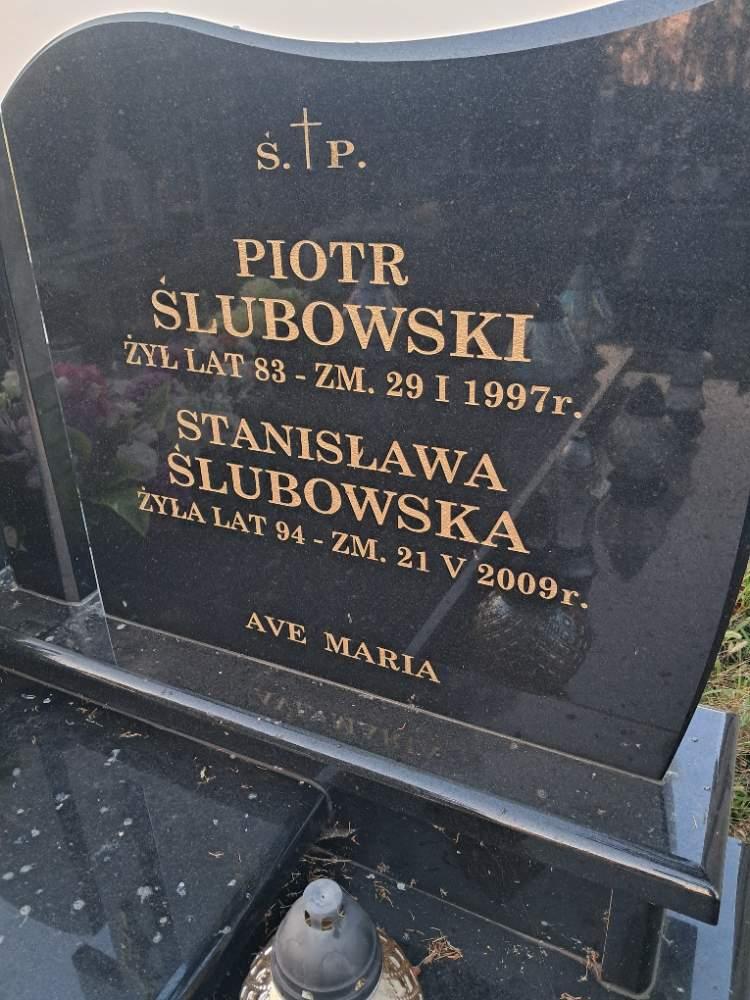 Ś.†P.
PIOTR
ŚLUBOWSKI
ŻYŁ LAT 83 - ZM. 29 I 1997r.
STANISŁAWA
ŚLUBOWSKA
ŻYŁA LAT 94 - ZM. 21 V 2009r.
AVE MARIA